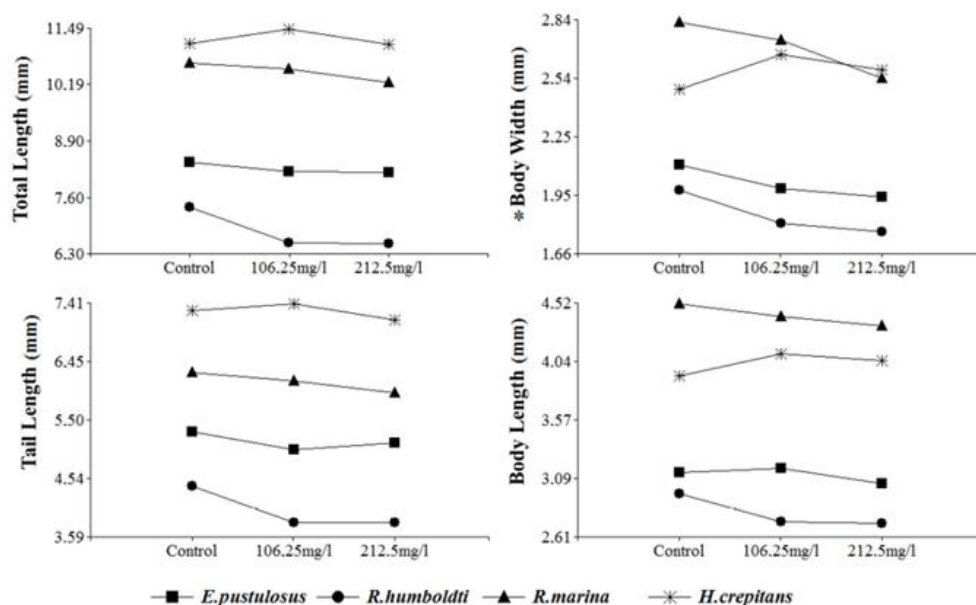 Total Length (mm)
11.49
10.19
8.90
7.60
6.30
Control 106.25mg/l 212.5mg/l
*Body Width (mm)
2.84
2.54
2.25
1.95
1.66
Control 106.25mg/l 212.5mg/l
Tail Length (mm)
7.41
6.45
5.50
4.54
3.59
Control 106.25mg/l 212.5mg/l
Body Length (mm)
4.52
4.04
3.57
3.09
2.61
Control 106.25mg/l 212.5mg/l
E.pustulosus R.humboldti R.marina H.crepitans